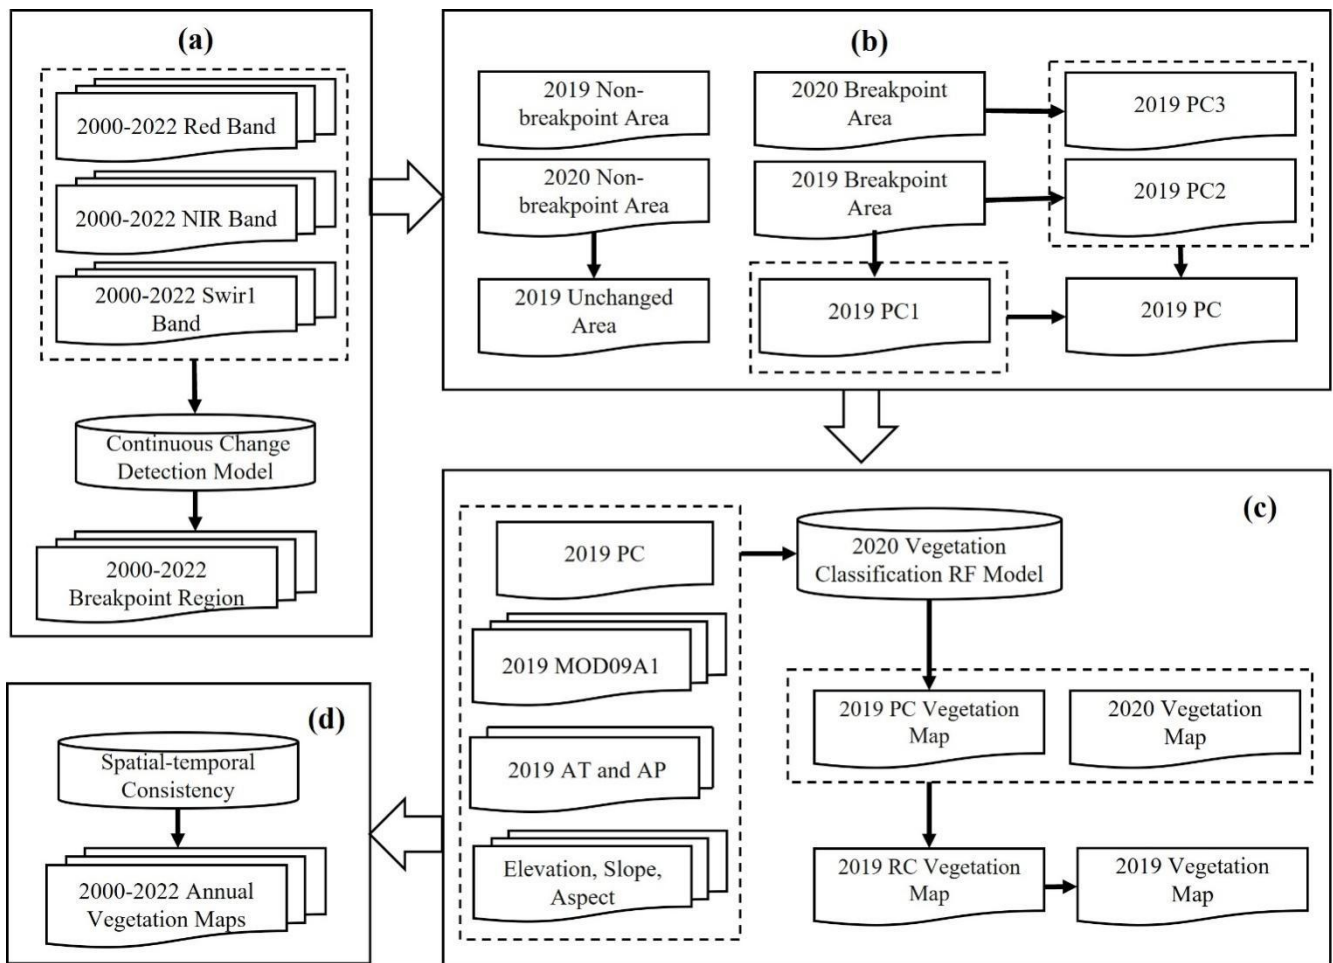 (a)
2000-2022 Red Band
2000-2022 NIR Band
2000-2022 Swir1
Band
Continuous Change
Detection Model
2000-2022
Breakpoint Region
(b)
2019 Non-
breakpoint Area
2020 Non-
breakpoint Area
2019 Unchanged
Area
2020 Breakpoint
Area
2019 Breakpoint
Area
2019 PC1
2019 PC3
2019 PC2
2019 PC
(c)
2019 PC
2019 MOD09A1
2019 AT and AP
Elevation, Slope,
Aspect
2020 Vegetation
Classification RF Model
2019 PC Vegetation
Map
2020 Vegetation
Map
2019 RC Vegetation
Map
2019 Vegetation
Map
(d)
Spatial-temporal
Consistency
2000-2022 Annual
Vegetation Maps